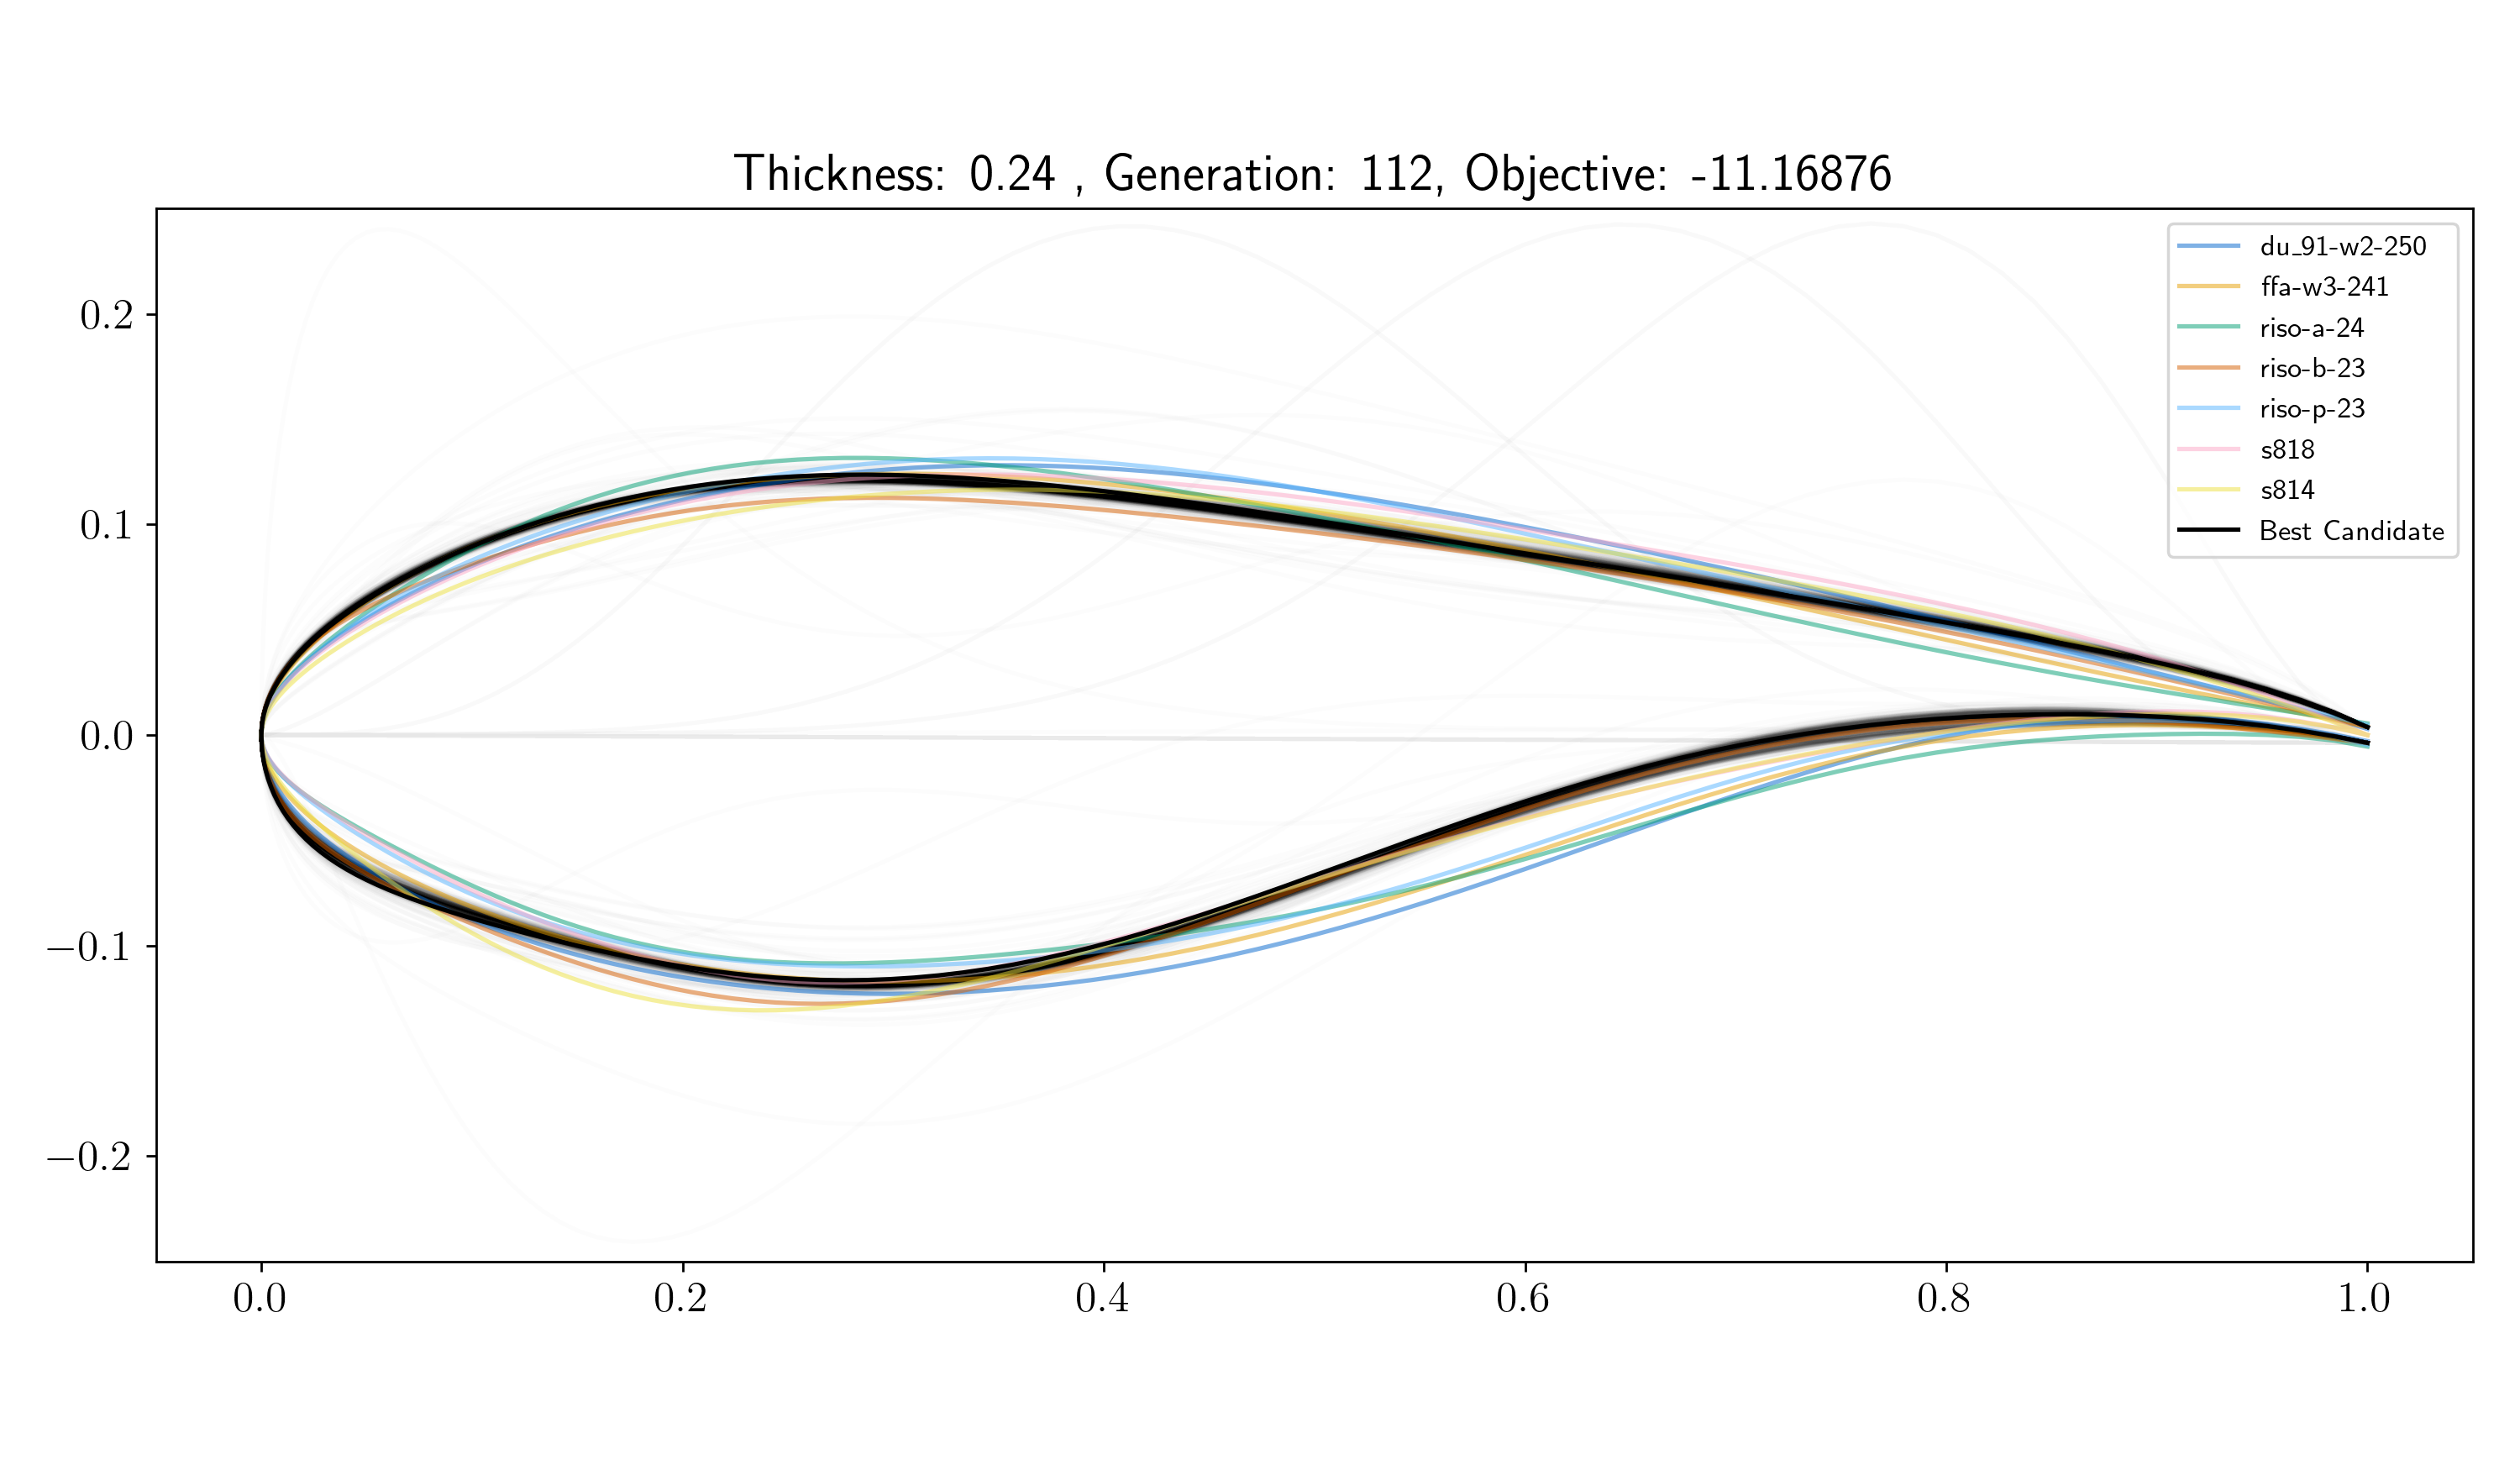 Thickness: 0.24 , Generation: 112, Objective: -11.16876
du_91-w2-250
ffa-w3-241
riso-a-24
riso-b-23
riso-p-23
s818
s814
Best Candidate
0.2
0.1
0.0
−0.1
−0.2
0.0 0.2 0.4 0.6 0.8 1.0